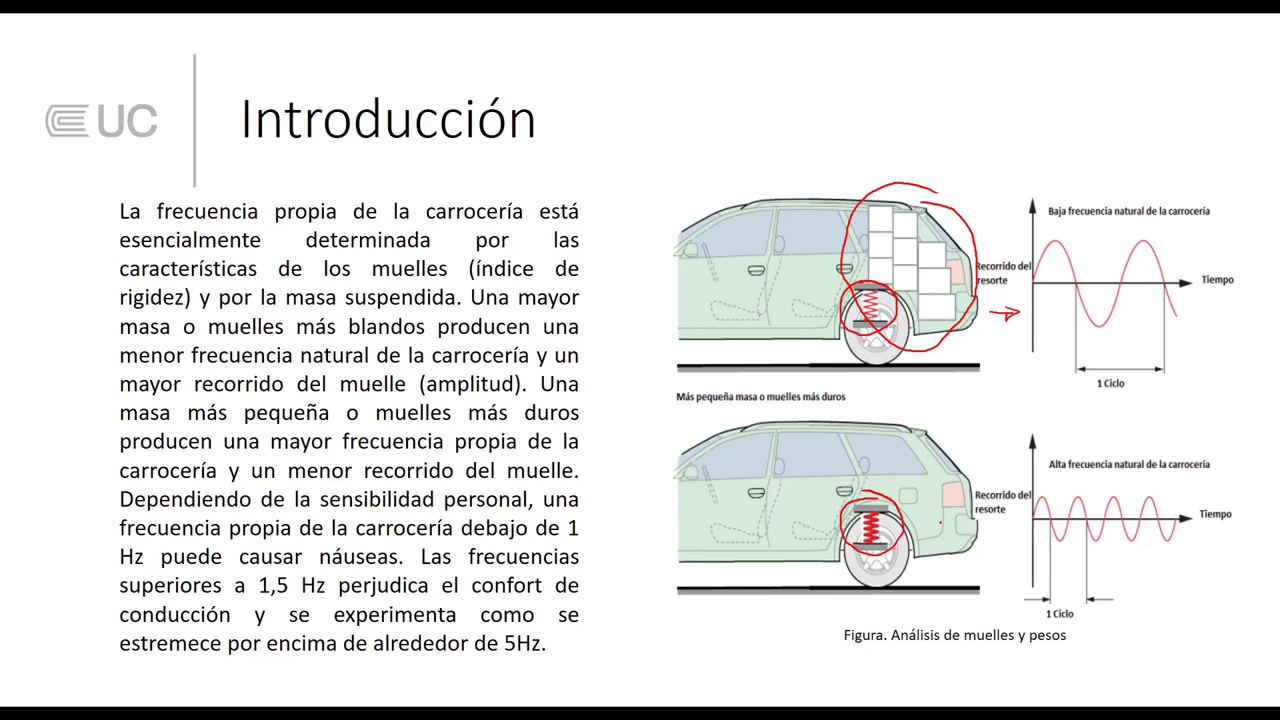 UC
Introducción
La frecuencia propia de la carrocería está
esencialmente determinada por las
características de los muelles (índice de
rigidez) y por la masa suspendida. Una mayor
masa o muelles más blandos producen una
menor frecuencia natural de la carrocería y un
mayor recorrido del muelle (amplitud). Una
masa más pequeña o muelles más duros
producen una mayor frecuencia propia de la
carrocería y un menor recorrido del muelle.
Dependiendo de la sensibilidad personal, una
frecuencia propia de la carrocería debajo de 1
Hz puede causar náuseas. Las frecuencias
superiores a 1,5 Hz perjudica el confort de
conducción y se experimenta como se
estremece por encima de alrededor de 5Hz.
Baja frecuencia natural de la carrocería
Recorrido del
resorte
Tiempo
1 Ciclo
Más pequeña masa o muelles más duros
Alta frecuencia natural de la carrocería
Recorrido del
resorte
Tiempo
1 Ciclo
Figura. Análisis de muelles y pesos